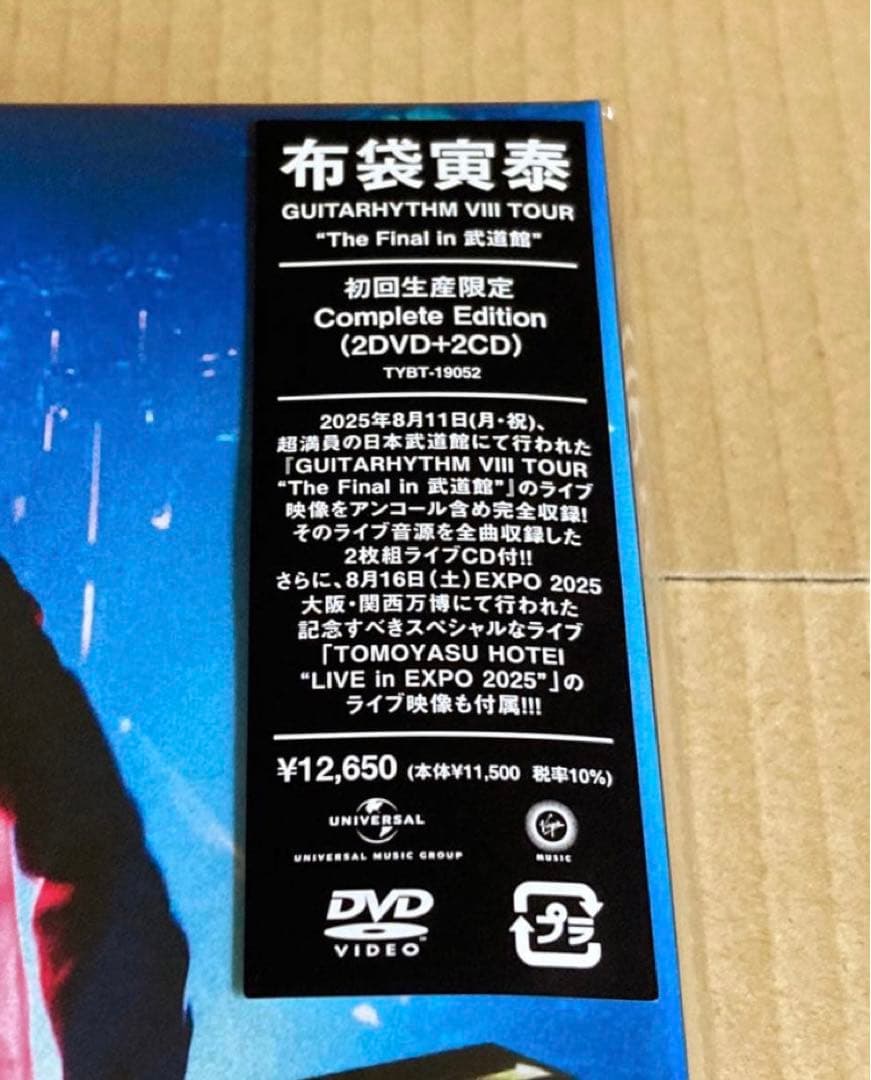 布袋寅泰
GUITARHYTHM VIII TOUR
“The Final in 武道館”
初回生産限定
Complete Edition
（2DVD+2CD）
TYBT-19052
2025年8月11日(月・祝)、
超満員の日本武道館にて行われた
『GUITARHYTHM VIII TOUR
“The Final in 武道館”』のライブ
映像をアンコール含め完全収録!
そのライブ音源を全曲収録した
2枚組ライブCD付!!
さらに、8月16日（土）EXPO 2025
大阪・関西万博にて行われた
記念すべきスペシャルなライブ
「TOMOYASU HOTEI
“LIVE in EXPO 2025”」の
ライブ映像も付属!!!
¥12,650 (本体¥11,500 税率10%)
UNIVERSAL
UNIVERSAL MUSIC GROUP
Virgin
MUSIC
DVD
VIDEO™
プラ